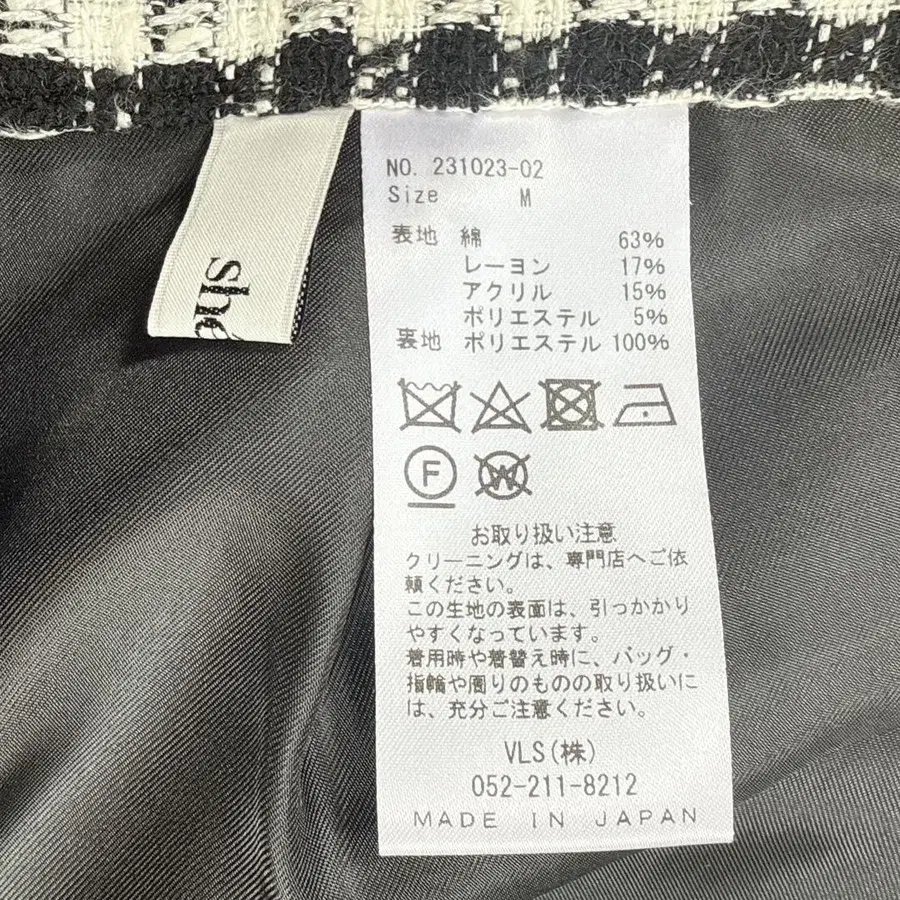 she
NO. 231023-02
Size M
表地 綿 63%
レーヨン 17%
アクリル 15%
ポリエステル 5%
裏地 ポリエステル 100%
F
W
お取り扱い注意
クリーニングは、専門店へご依
頼ください。
この生地の表面は、引っかかり
やすくなっています。
着用時や着替え時に、バッグ・
指輪や周りのものの取り扱いに
は、充分ご注意ください。
VLS(株)
052-211-8212
MADE IN JAPAN